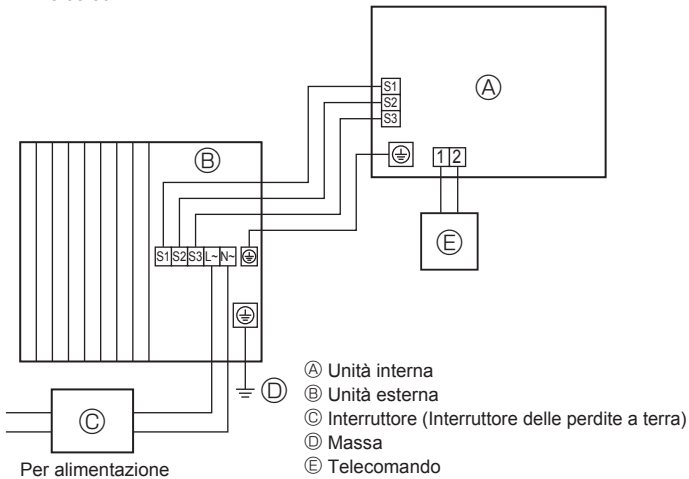 Ⓐ
S1
S2
S3
Ⓑ
1 2
Ⓔ
S1 S2 S3 L~ N~
Ⓓ
Ⓒ
Per alimentazione
Ⓐ Unità interna
Ⓑ Unità esterna
Ⓒ Interruttore (Interruttore delle perdite a terra)
Ⓓ Massa
Ⓔ Telecomando